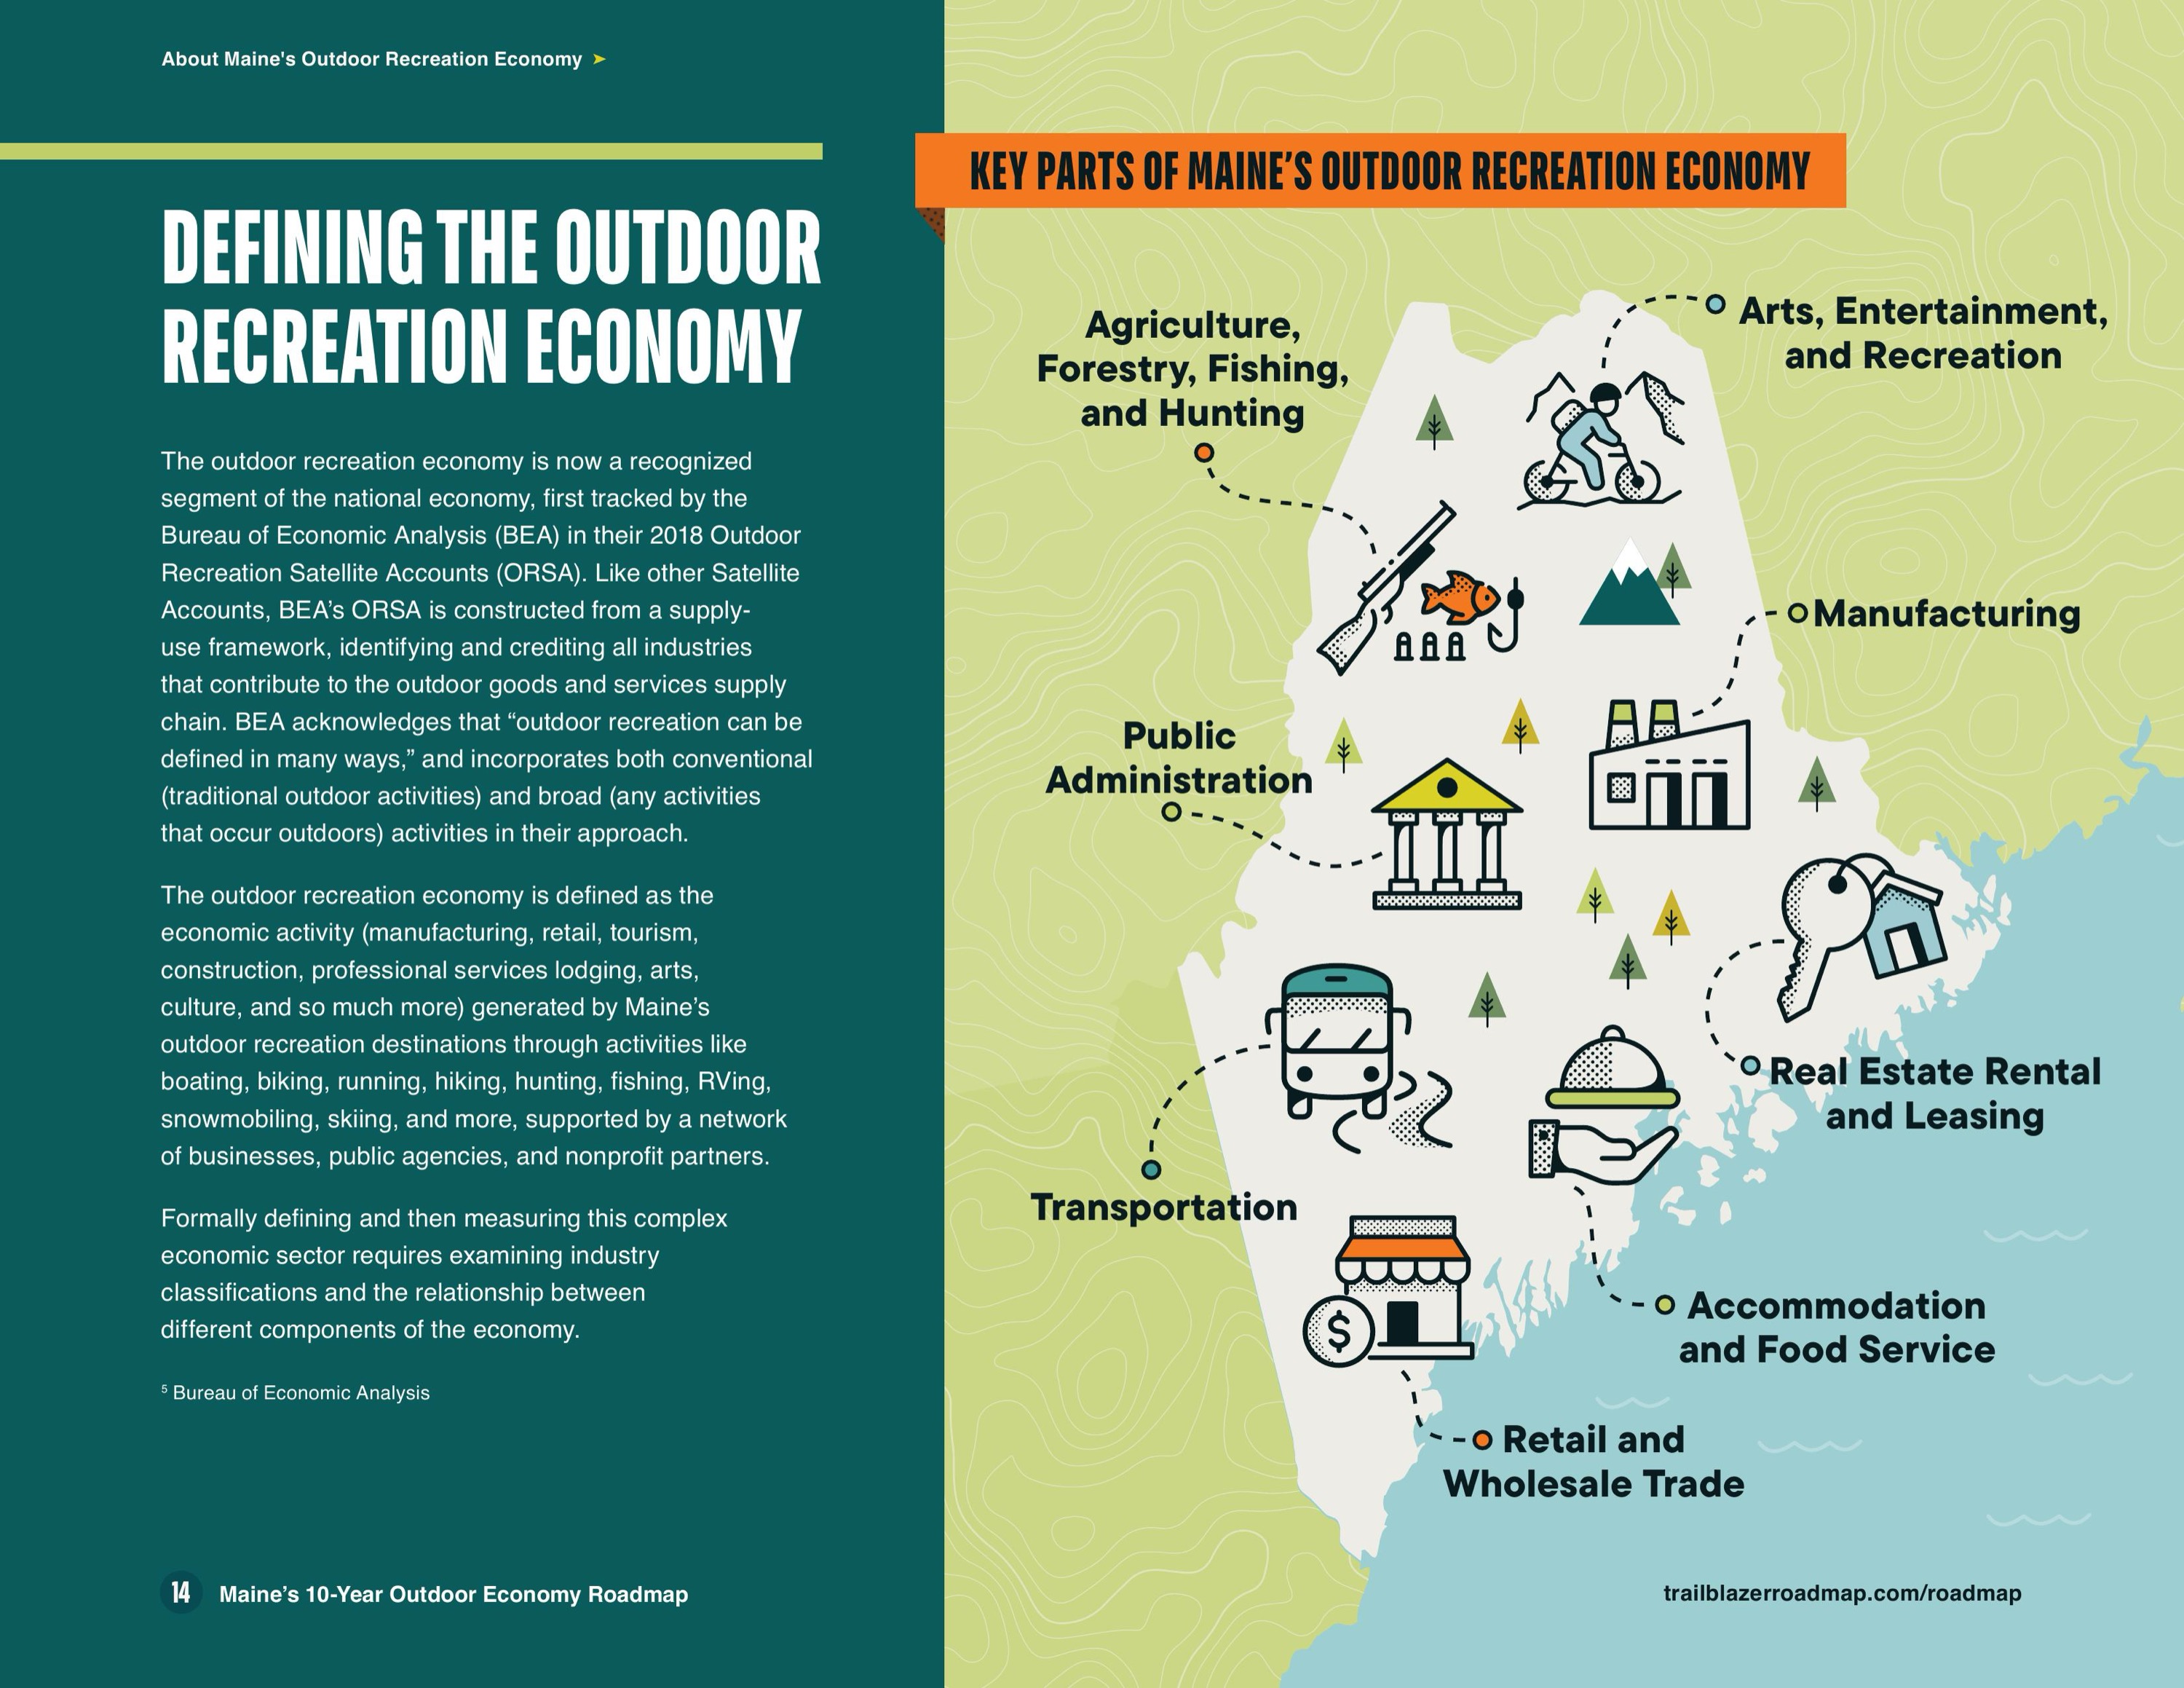 About Maine's Outdoor Recreation Economy ➤
DEFINING THE OUTDOOR
RECREATION ECONOMY
The outdoor recreation economy is now a recognized
segment of the national economy, first tracked by the
Bureau of Economic Analysis (BEA) in their 2018 Outdoor
Recreation Satellite Accounts (ORSA). Like other Satellite
Accounts, BEA’s ORSA is constructed from a supply-
use framework, identifying and crediting all industries
that contribute to the outdoor goods and services supply
chain. BEA acknowledges that “outdoor recreation can be
defined in many ways,” and incorporates both conventional
(traditional outdoor activities) and broad (any activities
that occur outdoors) activities in their approach.
The outdoor recreation economy is defined as the
economic activity (manufacturing, retail, tourism,
construction, professional services lodging, arts,
culture, and so much more) generated by Maine’s
outdoor recreation destinations through activities like
boating, biking, running, hiking, hunting, fishing, RVing,
snowmobiling, skiing, and more, supported by a network
of businesses, public agencies, and nonprofit partners.
Formally defining and then measuring this complex
economic sector requires examining industry
classifications and the relationship between
different components of the economy.
⁵ Bureau of Economic Analysis
14 Maine’s 10-Year Outdoor Economy Roadmap
KEY PARTS OF MAINE’S OUTDOOR RECREATION ECONOMY
Agriculture,
Forestry, Fishing,
and Hunting
Arts, Entertainment,
and Recreation
Manufacturing
Public
Administration
Real Estate Rental
and Leasing
Transportation
$
Accommodation
and Food Service
Retail and
Wholesale Trade
trailblazerroadmap.com/roadmap